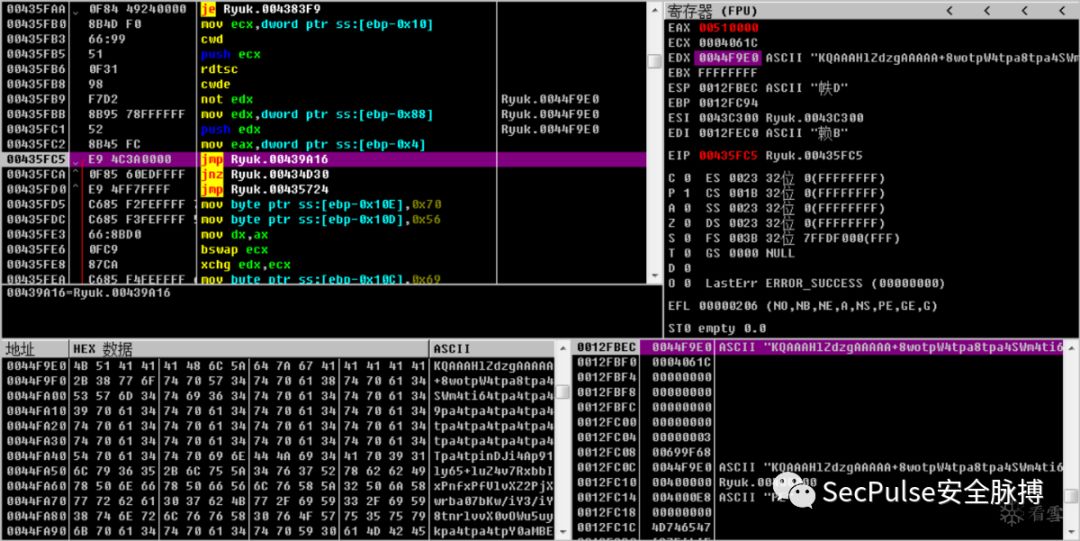 00435FAA 0F84 49240000 je Ryuk.004383F9
00435FB0 8B4D F0 mov ecx,dword ptr ss:[ebp-0x10]
00435FB3 66:99 cwd
00435FB5 51 push ecx
00435FB6 0F31 rdtsc
00435FB8 98 cwde
00435FB9 F7D2 not edx Ryuk.0044F9E0
00435FBB 8B95 78FFFFFF mov edx,dword ptr ss:[ebp-0x88] Ryuk.0044F9E0
00435FC1 52 push edx Ryuk.0044F9E0
00435FC2 8B45 FC mov eax,dword ptr ss:[ebp-0x4]
00435FC5 E9 4C3A0000 jmp Ryuk.00439A16
00435FCA 0F85 60EDFFFF jnz Ryuk.00434D30
00435FD0 E9 4FF7FFFF jmp Ryuk.00435724
00435FD5 C685 F2FEFFFF mov byte ptr ss:[ebp-0x10E],0x70
00435FDC C685 F3FEFFFF mov byte ptr ss:[ebp-0x10D],0x56
00435FE3 66:8BD0 mov dx,ax
00435FE6 0FC9 bswap ecx
00435FE8 87CA xchg edx,ecx
00435FEA C685 F4FEFFFF mov byte ptr ss:[ebp-0x10C],0x69
00439A16=Ryuk.00439A16
寄存器 (FPU) < < < <
EAX 00510000
ECX 0004061C
EDX 0044F9E0 ASCII "KQAAAHlZdzgAAAAA+8wotpW4tpa8tpa4SWm
EBX FFFFFFFF
ESP 0012FBEC ASCII "帙D"
EBP 0012FC94
ESI 0043C300 Ryuk.0043C300
EDI 0012FEC0 ASCII "赖B"
EIP 00435FC5 Ryuk.00435FC5
C 0 ES 0023 32位 0(FFFFFFFF)
P 1 CS 001B 32位 0(FFFFFFFF)
A 0 SS 0023 32位 0(FFFFFFFF)
Z 0 DS 0023 32位 0(FFFFFFFF)
S 0 FS 003B 32位 7FFDF000(FFF)
T 0 GS 0000 NULL
D 0
O 0 LastErr ERROR_SUCCESS (00000000)
EFL 00000206 (NO,NB,NE,A,NS,PE,GE,G)
ST0 empty 0.0
地址 HEX 数据 ASCII
0044F9E0 4B 51 41 41 41 48 6C 5A 64 7A 67 41 41 41 41 41 KQAAAHlZdzgAAAAA
0044F9F0 2B 38 77 6F 74 70 57 34 74 70 61 38 74 70 61 34 +8wotpW4tpa8tpa4
0044FA00 53 57 6D 34 74 69 36 34 74 70 61 34 74 70 61 34 SWm4ti64tpa4tpa4
0044FA10 39 70 61 34 74 70 61 34 74 70 61 34 74 70 61 34 9pa4tpa4tpa4tpa4
0044FA20 74 70 61 34 74 70 61 34 74 70 61 34 74 70 61 34 tpa4tpa4tpa4tpa4
0044FA30 74 70 61 34 74 70 61 34 74 70 61 34 74 70 61 34 tpa4tpa4tpa4tpa4
0044FA40 54 70 61 34 74 70 69 6E 44 4A 69 34 41 70 39 31 Tpa4tpinDJi4Ap91
0044FA50 6C 79 36 35 2B 6C 75 5A 34 76 37 52 78 62 62 49 ly65+luZ4v7RxbbI
0044FA60 78 50 6E 66 78 50 66 56 6C 76 58 5A 32 50 6A 58 xPnfxPfVlvXZ2PjX
0044FA70 77 72 62 61 30 37 62 4B 77 2F 69 59 33 2F 69 59 wrba07bKw/iY3/iY
0044FA80 38 74 6E 72 6C 76 76 58 30 76 4F 57 75 35 75 79 8tnrlvvX0vOWu5uy
0044FA90 6B 70 61 34 74 70 61 34 74 70 59 30 61 4D 42 45 kpa4tpa4tpY0aMBE
0012FBEC 0044F9E0 ASCII "KQAAAHlZdzgAAAAA+8wotpW4tpa8tpa4SWm4ti6
0012FBF0 0004061C
0012FBF4 00000000
0012FBF8 00000000
0012FBFC 00000000
0012FC00 00000000
0012FC04 00000003
0012FC08 00699F68
0012FC0C 0044F9E0 ASCII "KQAAAHlZdzgAAAAA+8wotpW4tpa8tpa4SWm4ti6
0012FC10 00400000
0012FC14 004000E8 ASCII
0012FC18 00000000
0012FC1C 4D746547
SecPulse安全脉搏
看雪